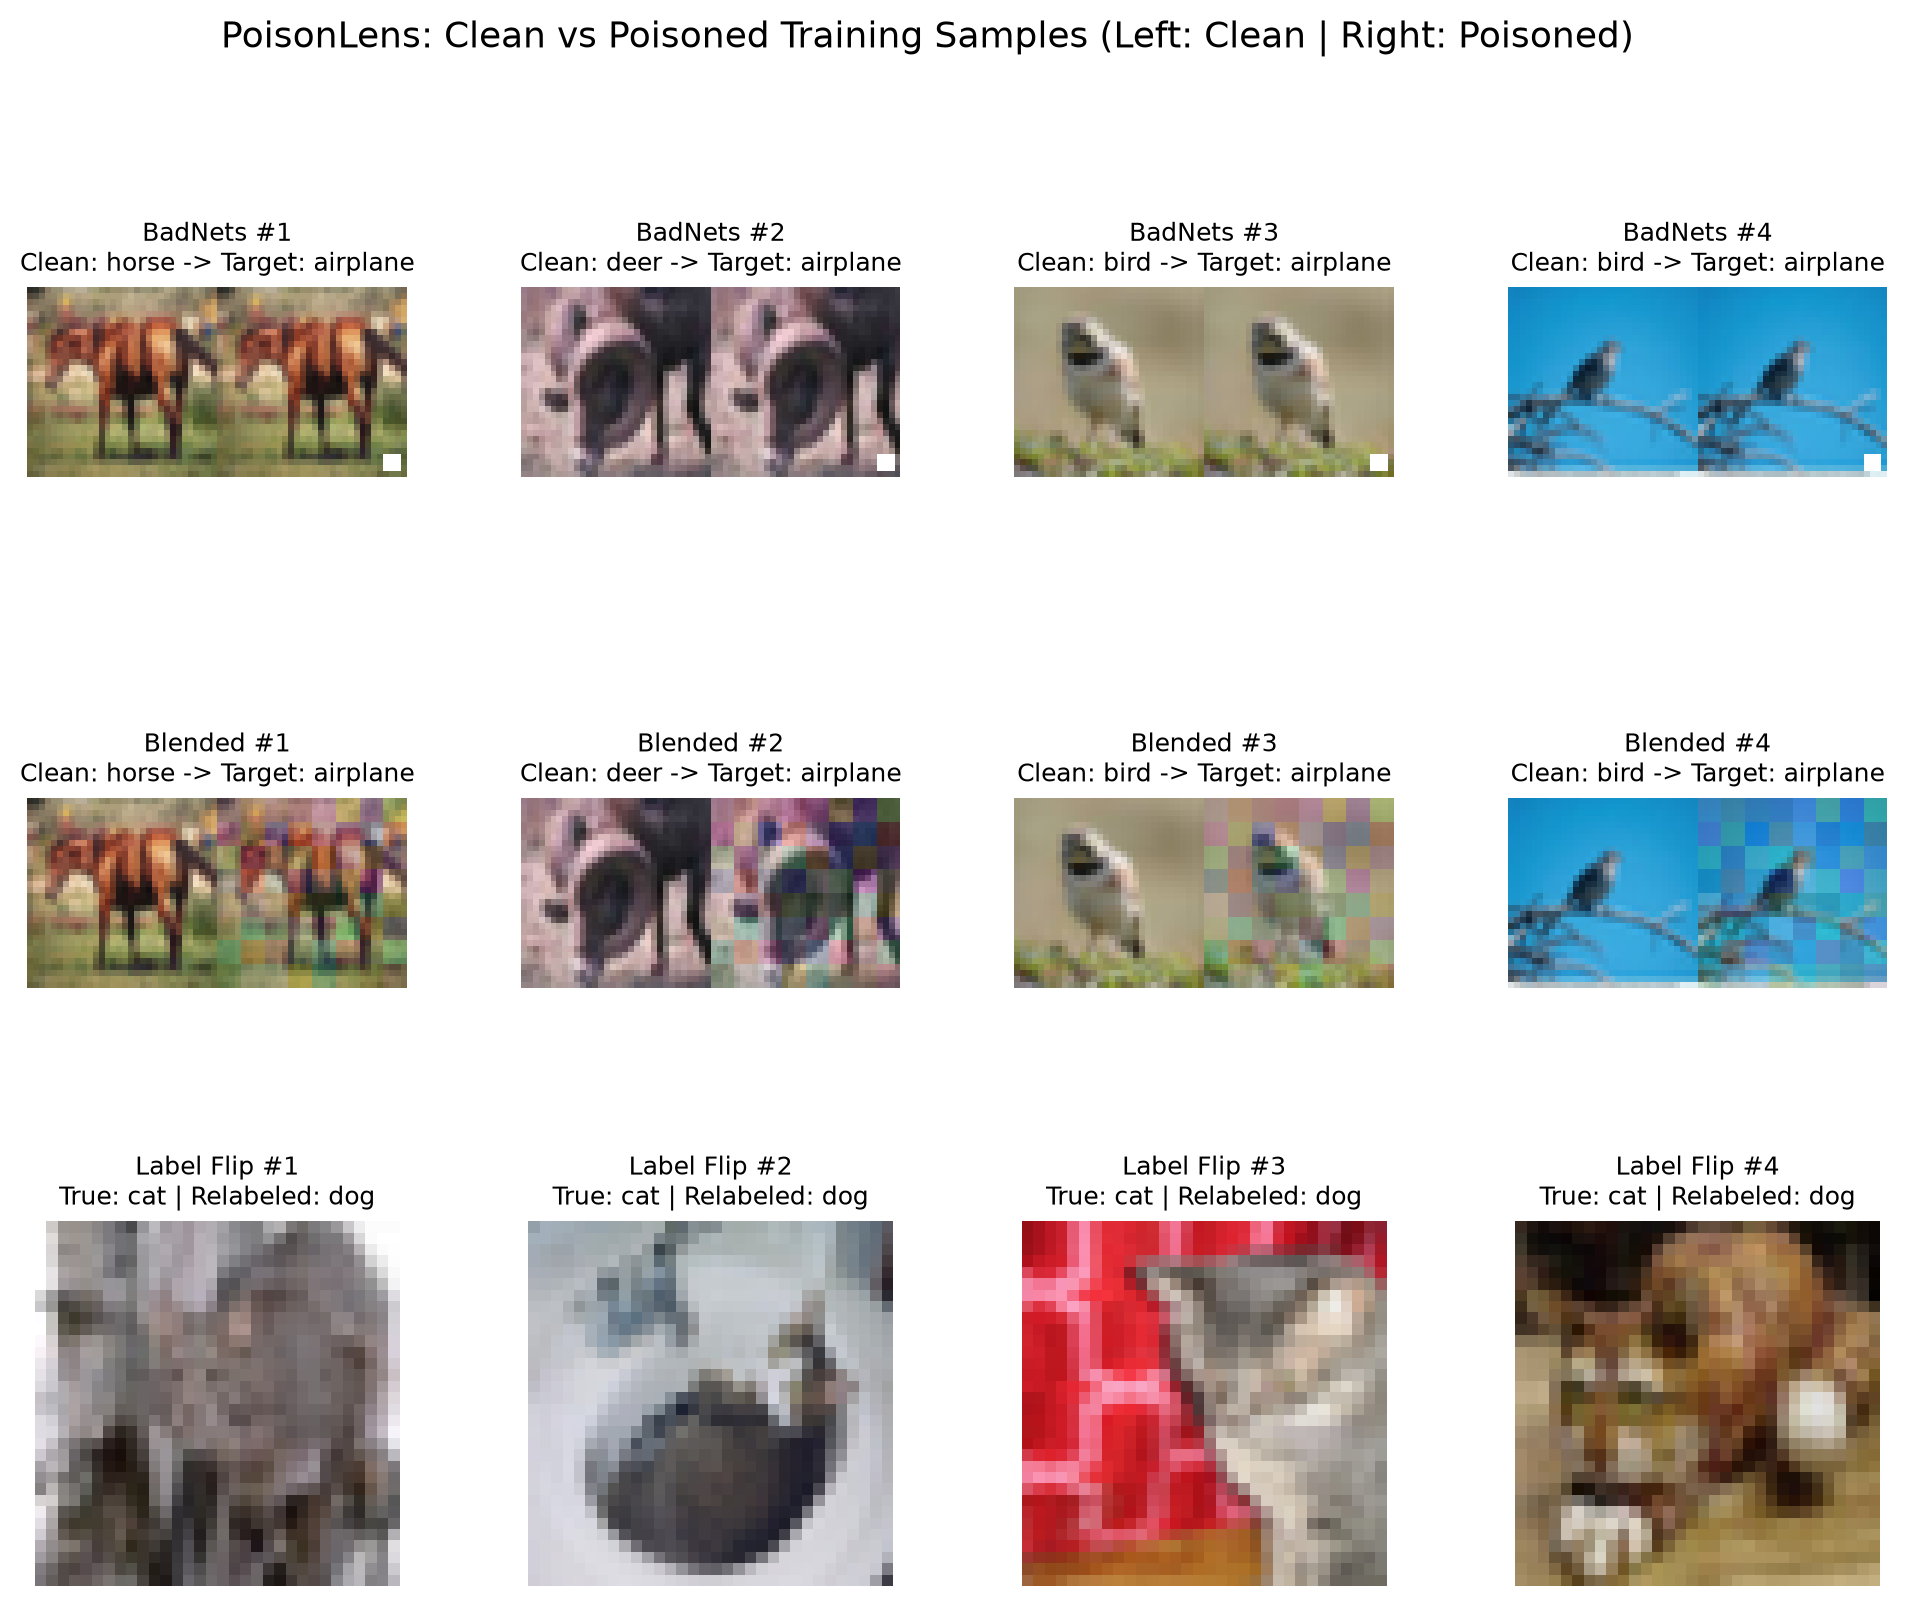 PoisonLens: Clean vs Poisoned Training Samples (Left: Clean | Right: Poisoned)
BadNets #1
Clean: horse -> Target: airplane
BadNets #2
Clean: deer -> Target: airplane
BadNets #3
Clean: bird -> Target: airplane
BadNets #4
Clean: bird -> Target: airplane
Blended #1
Clean: horse -> Target: airplane
Blended #2
Clean: deer -> Target: airplane
Blended #3
Clean: bird -> Target: airplane
Blended #4
Clean: bird -> Target: airplane
Label Flip #1
True: cat | Relabeled: dog
Label Flip #2
True: cat | Relabeled: dog
Label Flip #3
True: cat | Relabeled: dog
Label Flip #4
True: cat | Relabeled: dog